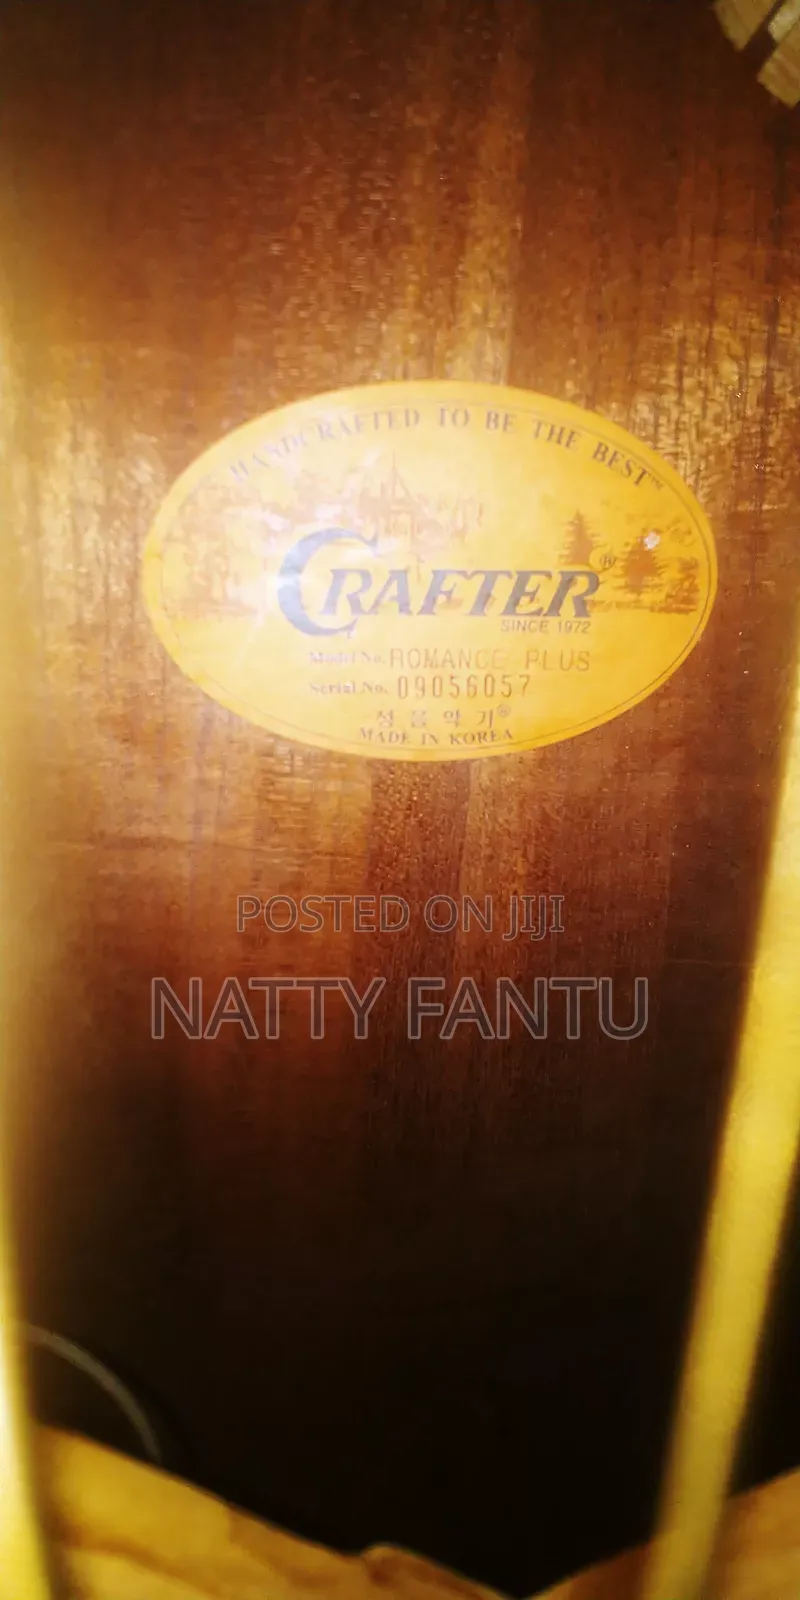 HANDCRAFTED TO BE THE BEST™
CRAFTER®
SINCE 1972
Model No. ROMANCE PLUS
Serial No. 09056057
성음악기®
MADE IN KOREA
POSTED ON JIJI
NATTY FANTU